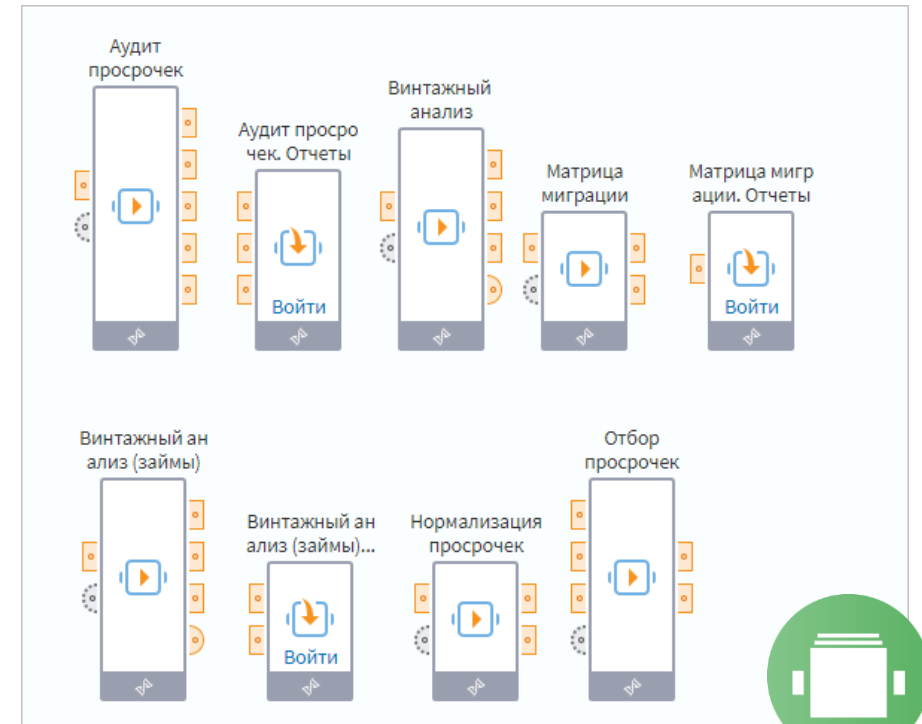 Аудит
просрочек
Аудит просро
чек. Отчеты
Войти
Винтажный
анализ
Матрица
миграции
Матрица мигр
ации. Отчеты
Войти
Винтажный ан
ализ (займы)
Винтажный ан
ализ (займы)...
Войти
Нормализация
просрочек
Отбор
просрочек